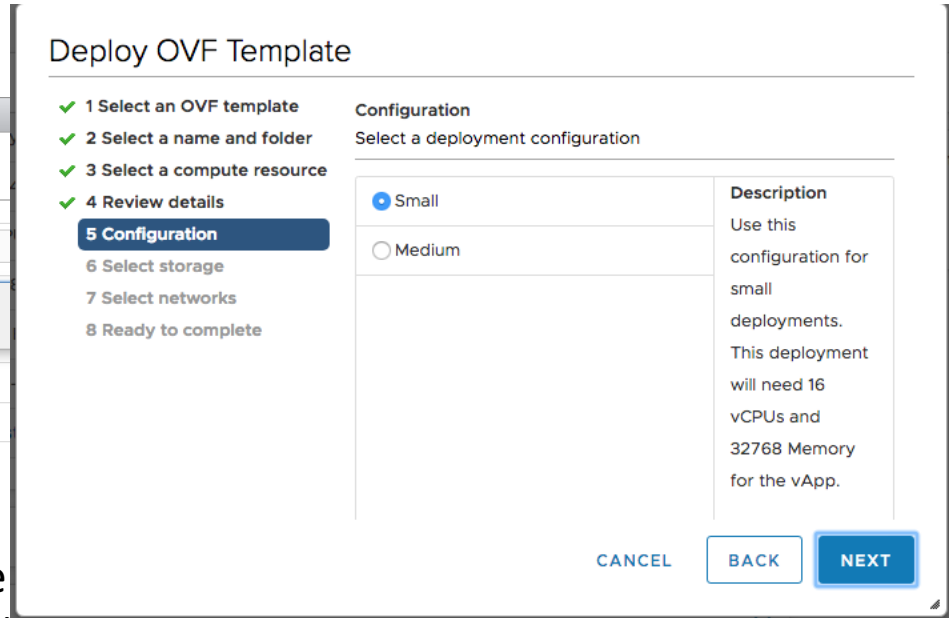 Deploy OVF Template
1 Select an OVF template
2 Select a name and folder
3 Select a compute resource
4 Review details
5 Configuration
6 Select storage
7 Select networks
8 Ready to complete
Configuration
Select a deployment configuration
Small
Medium
Description
Use this
configuration for
small
deployments.
This deployment
will need 16
vCPUs and
32768 Memory
for the vApp.
CANCEL
BACK
NEXT